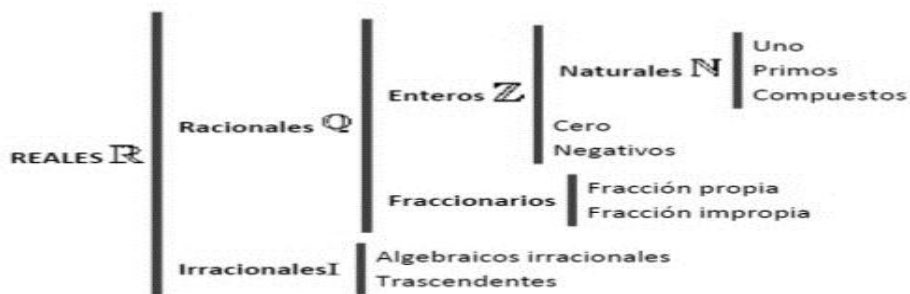 REALES ℝ
Racionales ℚ
Enteros ℤ
Naturales ℕ
Uno
Primos
Compuestos
Cero
Negativos
Fraccionarios
Fracción propia
Fracción impropia
Irracionales𝕀
Algebraicos irracionales
Trascendentes